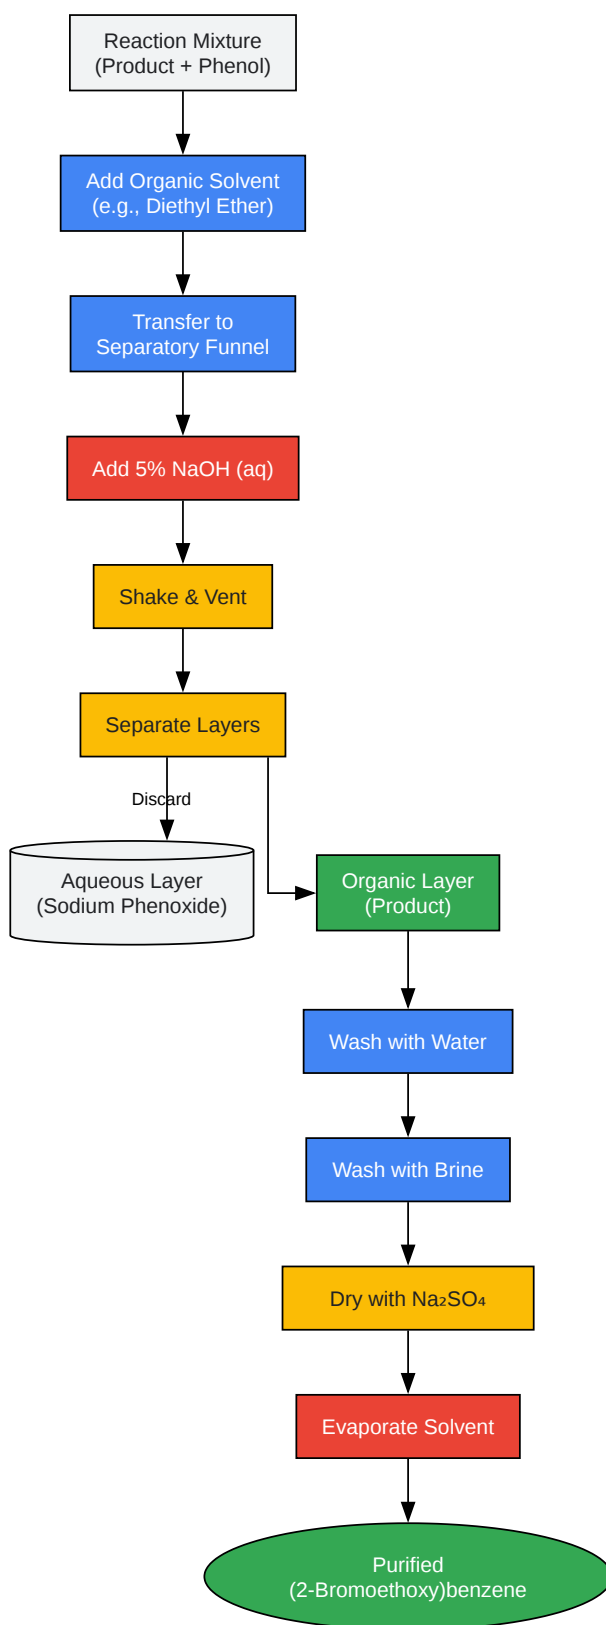 Reaction Mixture
(Product + Phenol)
Add Organic Solvent
(e.g., Diethyl Ether)
Transfer to
Separatory Funnel
Add 5% NaOH (aq)
Shake & Vent
Separate Layers
Discard
Aqueous Layer
(Sodium Phenoxide)
Organic Layer
(Product)
Wash with Water
Wash with Brine
Dry with Na₂SO₄
Evaporate Solvent
Purified
(2-Bromoethoxy)benzene